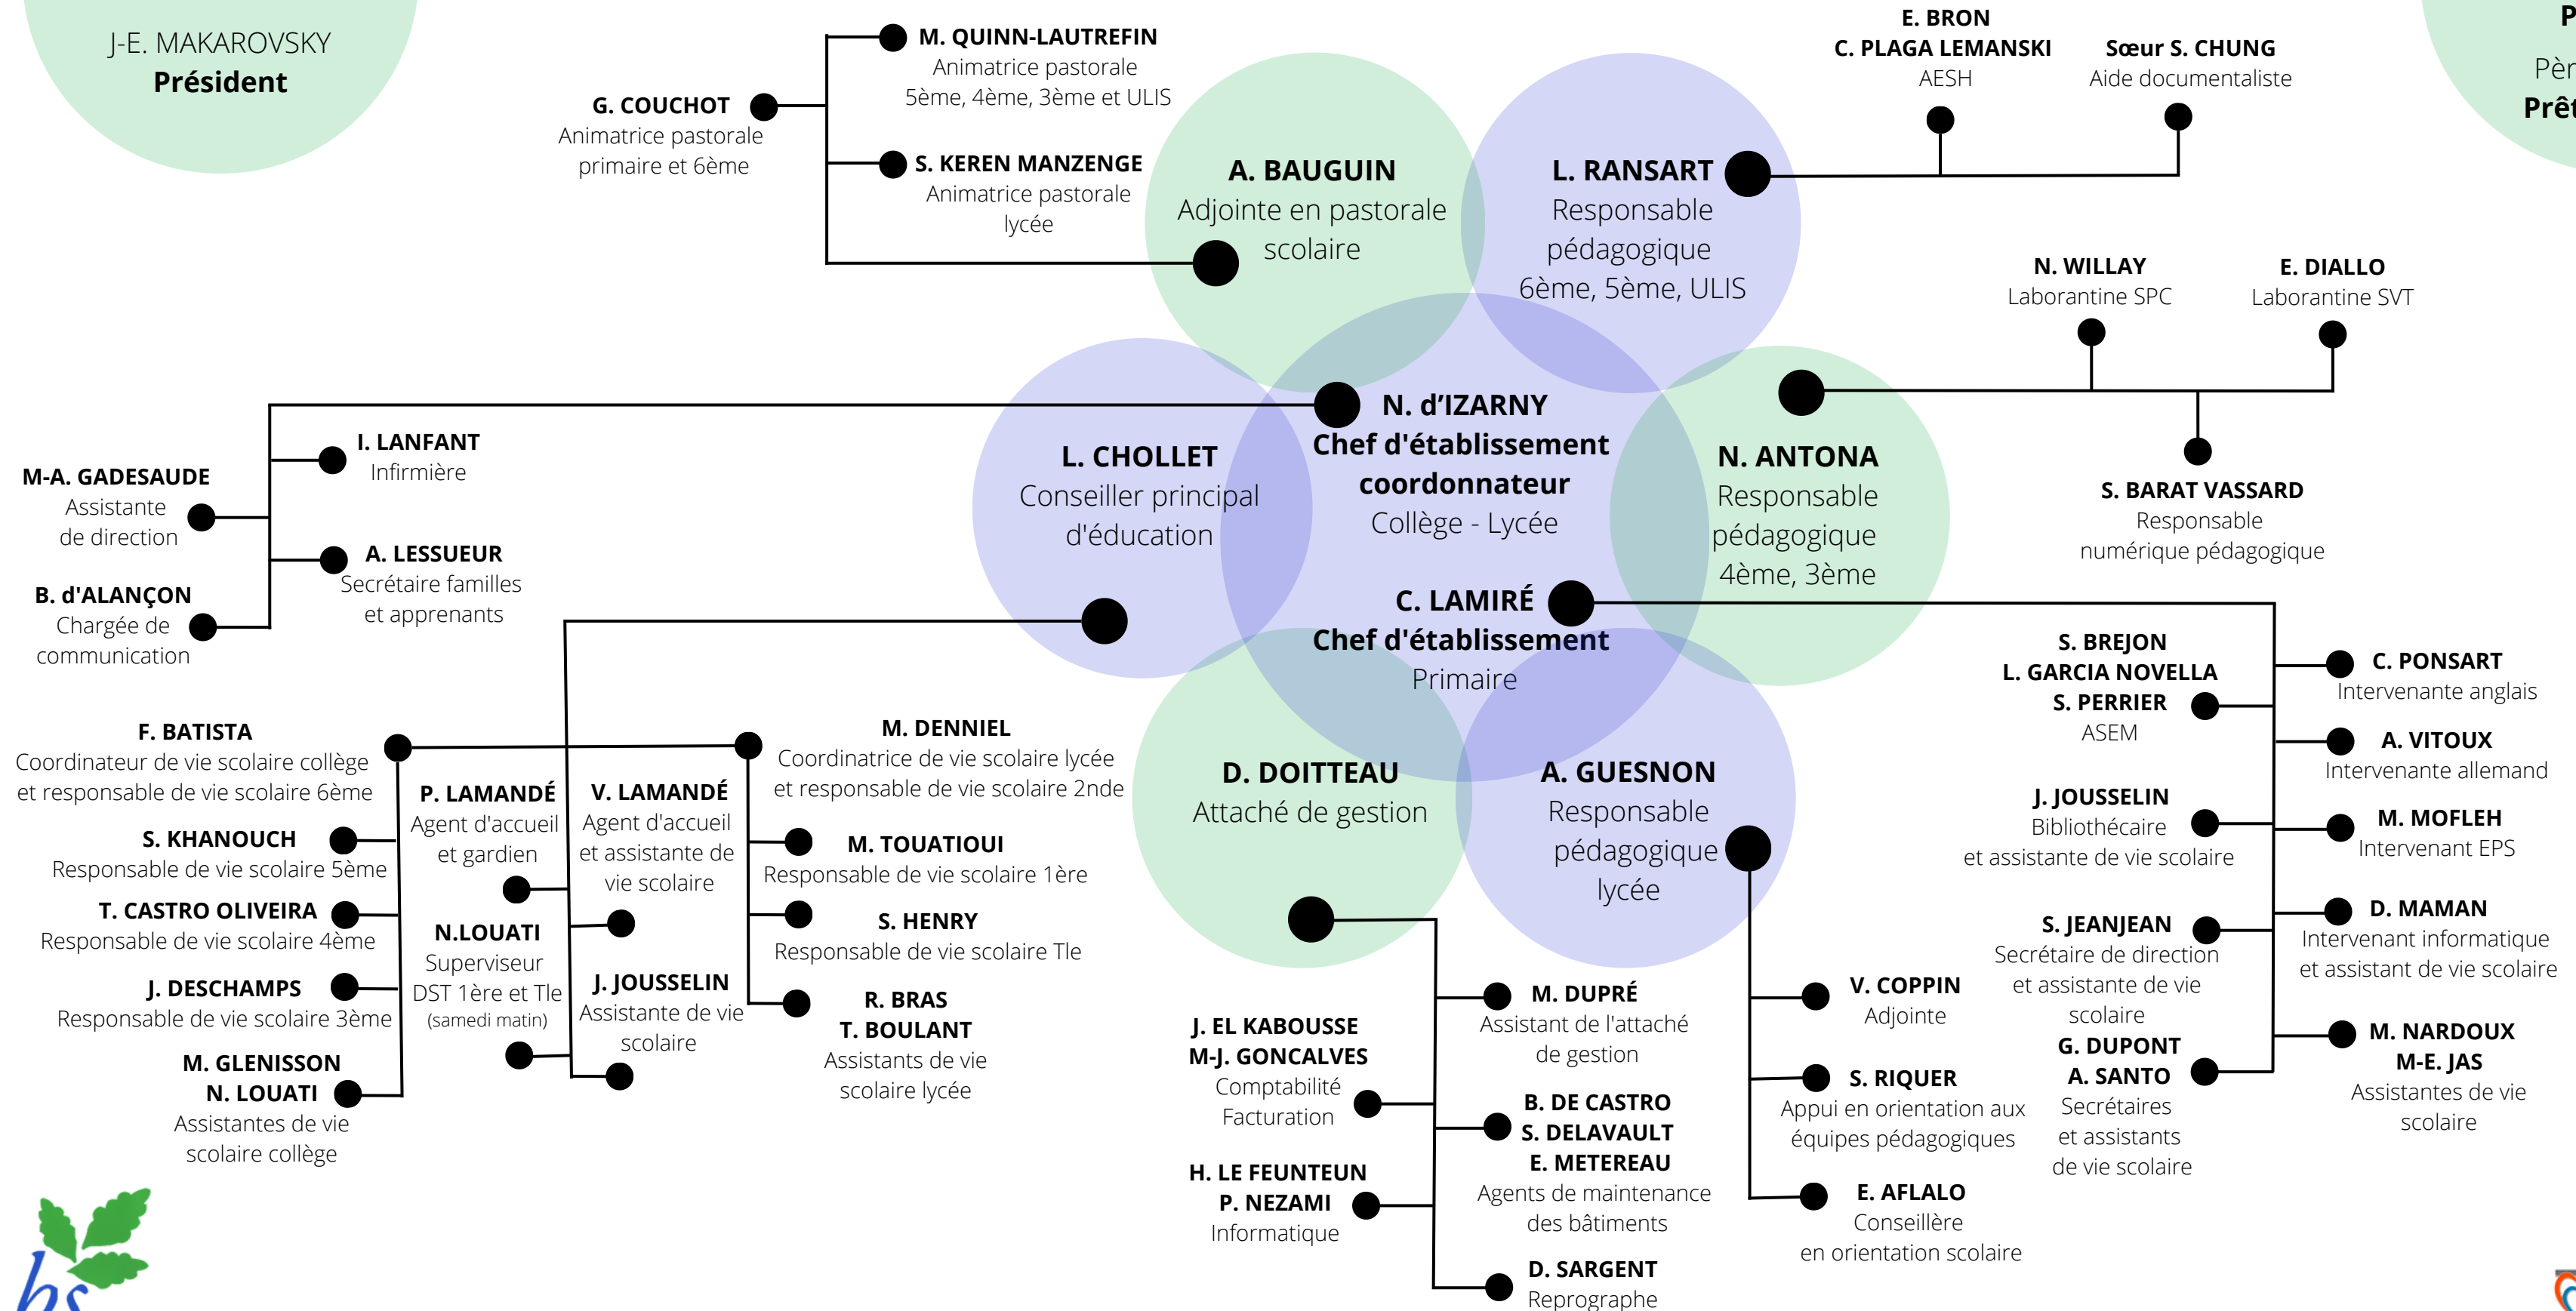 J-E. MAKAROVSKY
Président
G. COUCHOT
Animatrice pastorale
primaire et 6ème
M. QUINN-LAUTREFIN
Animatrice pastorale
5ème, 4ème, 3ème et ULIS
S. KEREN MANZENGE
Animatrice pastorale
lycée
A. BAUGUIN
Adjointe en pastorale
scolaire
L. RANSART
Responsable
pédagogique
6ème, 5ème, ULIS
E. BRON
C. PLAGA LEMANSKI
AESH
Sœur S. CHUNG
Aide documentaliste
N. WILLAY
Laborantine SPC
E. DIALLO
Laborantine SVT
S. BARAT VASSARD
Responsable
numérique pédagogique
N. ANTONA
Responsable
pédagogique
4ème, 3ème
N. d’IZARNY
Chef d'établissement
coordonnateur
Collège - Lycée
C. LAMIRÉ
Chef d'établissement
Primaire
L. CHOLLET
Conseiller principal
d'éducation
M-A. GADESAUDE
Assistante
de direction
I. LANFANT
Infirmière
A. LESSUEUR
Secrétaire familles
et apprenants
B. d'ALANÇON
Chargée de
communication
F. BATISTA
Coordinateur de vie scolaire collège
et responsable de vie scolaire 6ème
S. KHANOUCH
Responsable de vie scolaire 5ème
T. CASTRO OLIVEIRA
Responsable de vie scolaire 4ème
J. DESCHAMPS
Responsable de vie scolaire 3ème
M. GLENISSON
N. LOUATI
Assistantes de vie
scolaire collège
P. LAMANDÉ
Agent d'accueil
et gardien
N.LOUATI
Superviseur
DST 1ère et Tle
(samedi matin)
V. LAMANDÉ
Agent d'accueil
et assistante de
vie scolaire
J. JOUSSELIN
Assistante de vie
scolaire
M. DENNIEL
Coordinatrice de vie scolaire lycée
et responsable de vie scolaire 2nde
M. TOUATIOUI
Responsable de vie scolaire 1ère
S. HENRY
Responsable de vie scolaire Tle
R. BRAS
T. BOULANT
Assistants de vie
scolaire lycée
D. DOITTEAU
Attaché de gestion
J. EL KABOUSSE
M-J. GONCALVES
Comptabilité
Facturation
H. LE FEUNTEUN
P. NEZAMI
Informatique
M. DUPRÉ
Assistant de l'attaché
de gestion
B. DE CASTRO
S. DELAVAULT
E. METEREAU
Agents de maintenance
des bâtiments
D. SARGENT
Reprographe
A. GUESNON
Responsable
pédagogique
lycée
V. COPPIN
Adjointe
S. RIQUER
Appui en orientation aux
équipes pédagogiques
E. AFLALO
Conseillère
en orientation scolaire
S. BREJON
L. GARCIA NOVELLA
S. PERRIER
ASEM
J. JOUSSELIN
Bibliothécaire
et assistante de vie scolaire
S. JEANJEAN
Secrétaire de direction
et assistante de vie
scolaire
G. DUPONT
A. SANTO
Secrétaires
et assistants
de vie scolaire
C. PONSART
Intervenante anglais
A. VITOUX
Intervenante allemand
M. MOFLEH
Intervenant EPS
D. MAMAN
Intervenant informatique
et assistant de vie scolaire
M. NARDOUX
M-E. JAS
Assistantes de vie
scolaire
bs